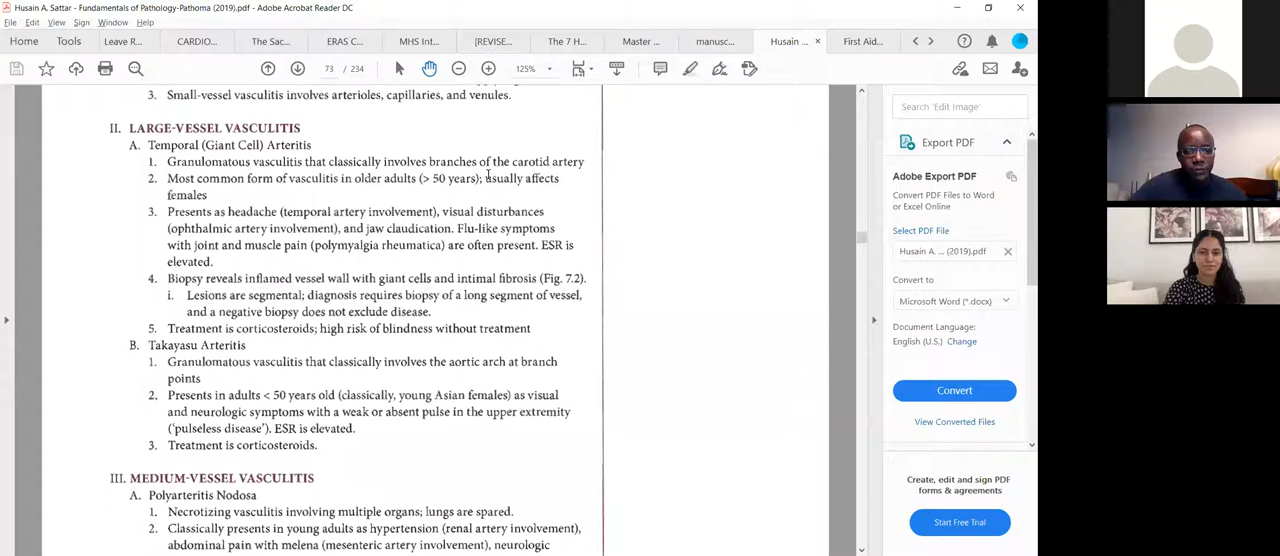 Husain A. Sattar - Fundamentals of Pathology-Pathoma (2019).pdf - Adobe Acrobat Reader DC
File Edit View Sign Window Help
Home Tools Leave R... CARDIO... The Sac... ERAS C... MHS Int... [REVISE... The 7 H... Master ... manusc... Husain ... × First Aid...
73 / 234 125%
3. Small-vessel vasculitis involves arterioles, capillaries, and venules.
II. LARGE-VESSEL VASCULITIS
A. Temporal (Giant Cell) Arteritis
1. Granulomatous vasculitis that classically involves branches of the carotid artery
2. Most common form of vasculitis in older adults (> 50 years); usually affects
females
3. Presents as headache (temporal artery involvement), visual disturbances
(ophthalmic artery involvement), and jaw claudication. Flu-like symptoms
with joint and muscle pain (polymyalgia rheumatica) are often present. ESR is
elevated.
4. Biopsy reveals inflamed vessel wall with giant cells and intimal fibrosis (Fig. 7.2).
i. Lesions are segmental; diagnosis requires biopsy of a long segment of vessel,
and a negative biopsy does not exclude disease.
5. Treatment is corticosteroids; high risk of blindness without treatment
B. Takayasu Arteritis
1. Granulomatous vasculitis that classically involves the aortic arch at branch
points
2. Presents in adults < 50 years old (classically, young Asian females) as visual
and neurologic symptoms with a weak or absent pulse in the upper extremity
('pulseless disease'). ESR is elevated.
3. Treatment is corticosteroids.
III. MEDIUM-VESSEL VASCULITIS
A. Polyarteritis Nodosa
1. Necrotizing vasculitis involving multiple organs; lungs are spared.
2. Classically presents in young adults as hypertension (renal artery involvement),
abdominal pain with melena (mesenteric artery involvement), neurologic
Search 'Edit Image'
Export PDF
Adobe Export PDF
Convert PDF Files to Word
or Excel Online
Select PDF File
Husain A. ... (2019).pdf
Convert to
Microsoft Word (*.docx)
Document Language:
English (U.S.) Change
Convert
View Converted Files
Create, edit and sign PDF
forms & agreements
Start Free Trial